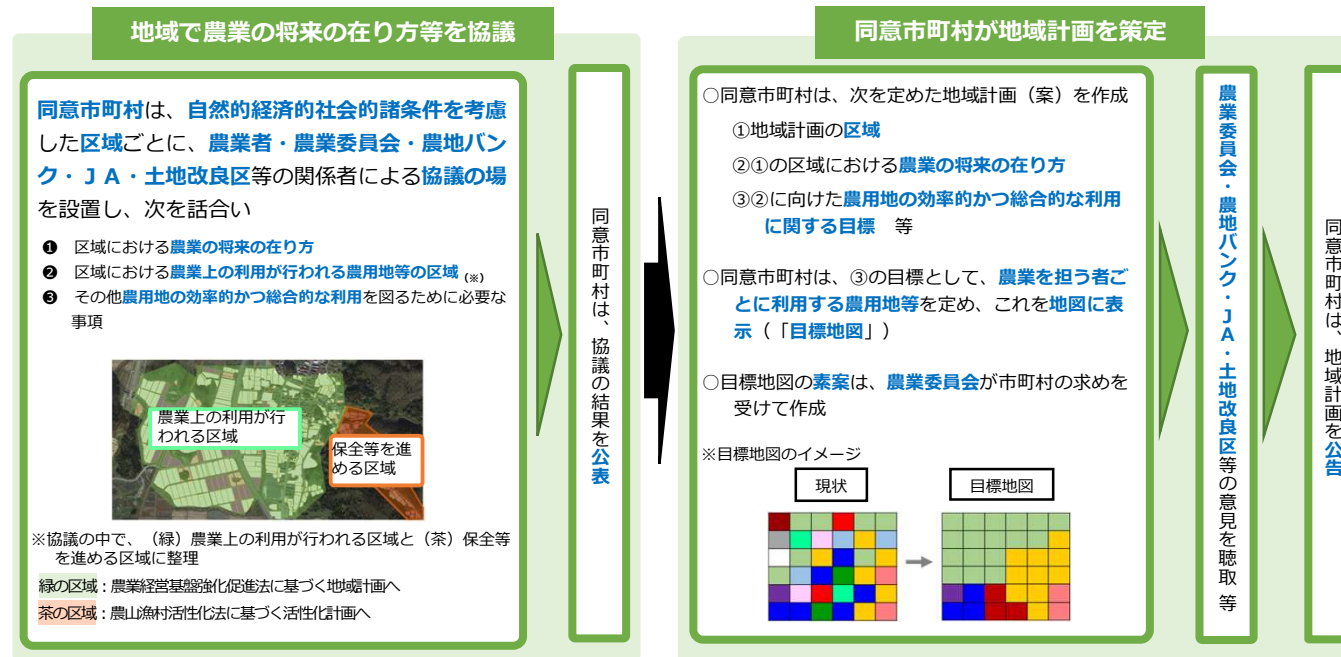 地域で農業の将来の在り方等を協議
同意市町村は、自然的経済的社会的諸条件を考慮
した区域ごとに、農業者・農業委員会・農地バン
ク・ＪＡ・土地改良区等の関係者による協議の場
を設置し、次を話合い
❶ 区域における農業の将来の在り方
❷ 区域における農業上の利用が行われる農用地等の区域(※)
❸ その他農用地の効率的かつ総合的な利用を図るために必要な
事項
農業上の利用が行
われる区域
保全等を進
める区域
※協議の中で、（緑）農業上の利用が行われる区域と（茶）保全等
を進める区域に整理
緑の区域：農業経営基盤強化促進法に基づく地域計画へ
茶の区域：農山漁村活性化法に基づく活性化計画へ
同意市町村は、協議の結果を公表
同意市町村が地域計画を策定
○同意市町村は、次を定めた地域計画（案）を作成
①地域計画の区域
②①の区域における農業の将来の在り方
③②に向けた農用地の効率的かつ総合的な利用
に関する目標　等
○同意市町村は、③の目標として、農業を担う者ご
とに利用する農用地等を定め、これを地図に表
示（「目標地図」）
○目標地図の素案は、農業委員会が市町村の求めを
受けて作成
※目標地図のイメージ
現状
目標地図
農業委員会・農地バンク・ＪＡ・土地改良区等の意見を聴取 等
同意市町村は、地域計画を公告